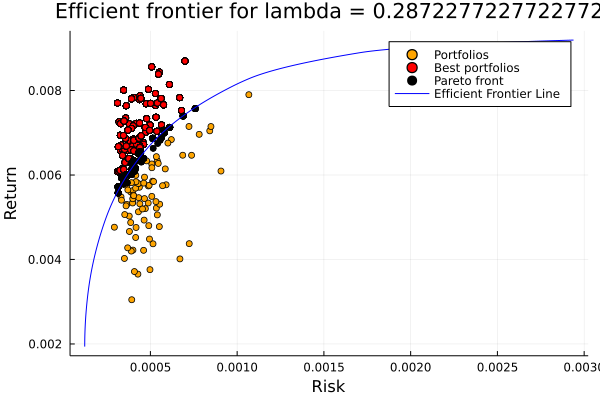 Efficient frontier for lambda = 0.2872277227722772
Portfolios
Best portfolios
Pareto front
Efficient Frontier Line
Return
0.008
0.006
0.004
0.002
0.0005
0.0010
0.0015
0.0020
0.0025
0.0030
Risk